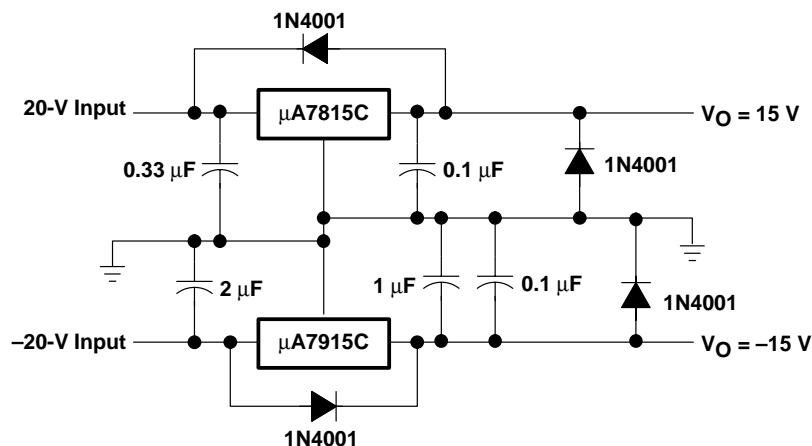 1N4001
20-V Input
μA7815C
VO = 15 V
0.33 μF
0.1 μF
1N4001
2 μF
1 μF
0.1 μF
1N4001
–20-V Input
μA7915C
VO = –15 V
1N4001